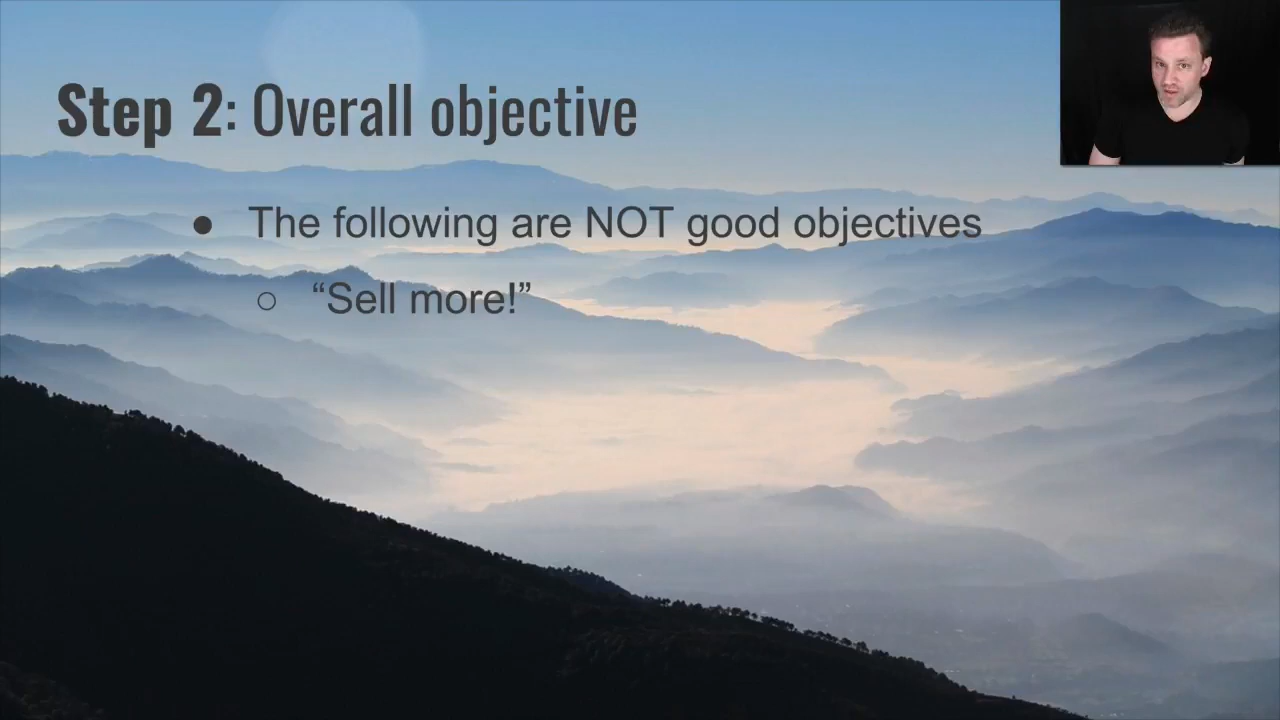 Step 2: Overall objective
● The following are NOT good objectives
○ “Sell more!”